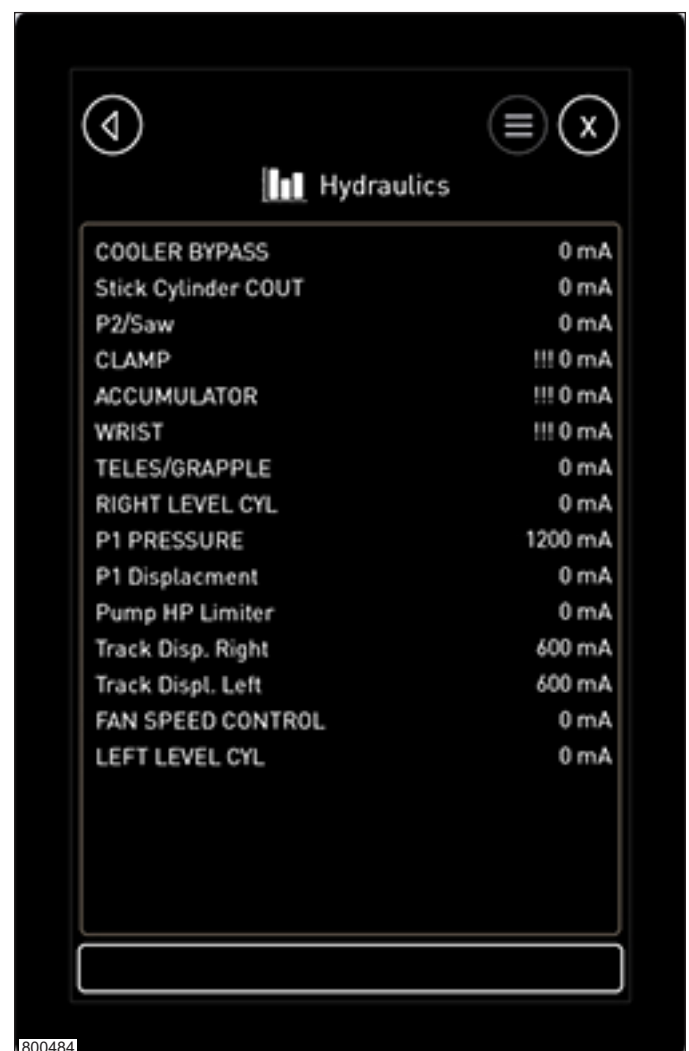 X
Hydraulics
COOLER BYPASS 0 mA
Stick Cylinder COUT 0 mA
P2/Saw 0 mA
CLAMP !!! 0 mA
ACCUMULATOR !!! 0 mA
WRIST !!! 0 mA
TELES/GRAPPLE 0 mA
RIGHT LEVEL CYL 0 mA
P1 PRESSURE 1200 mA
P1 Displacment 0 mA
Pump HP Limiter 0 mA
Track Disp. Right 600 mA
Track Displ. Left 600 mA
FAN SPEED CONTROL 0 mA
LEFT LEVEL CYL 0 mA
800484